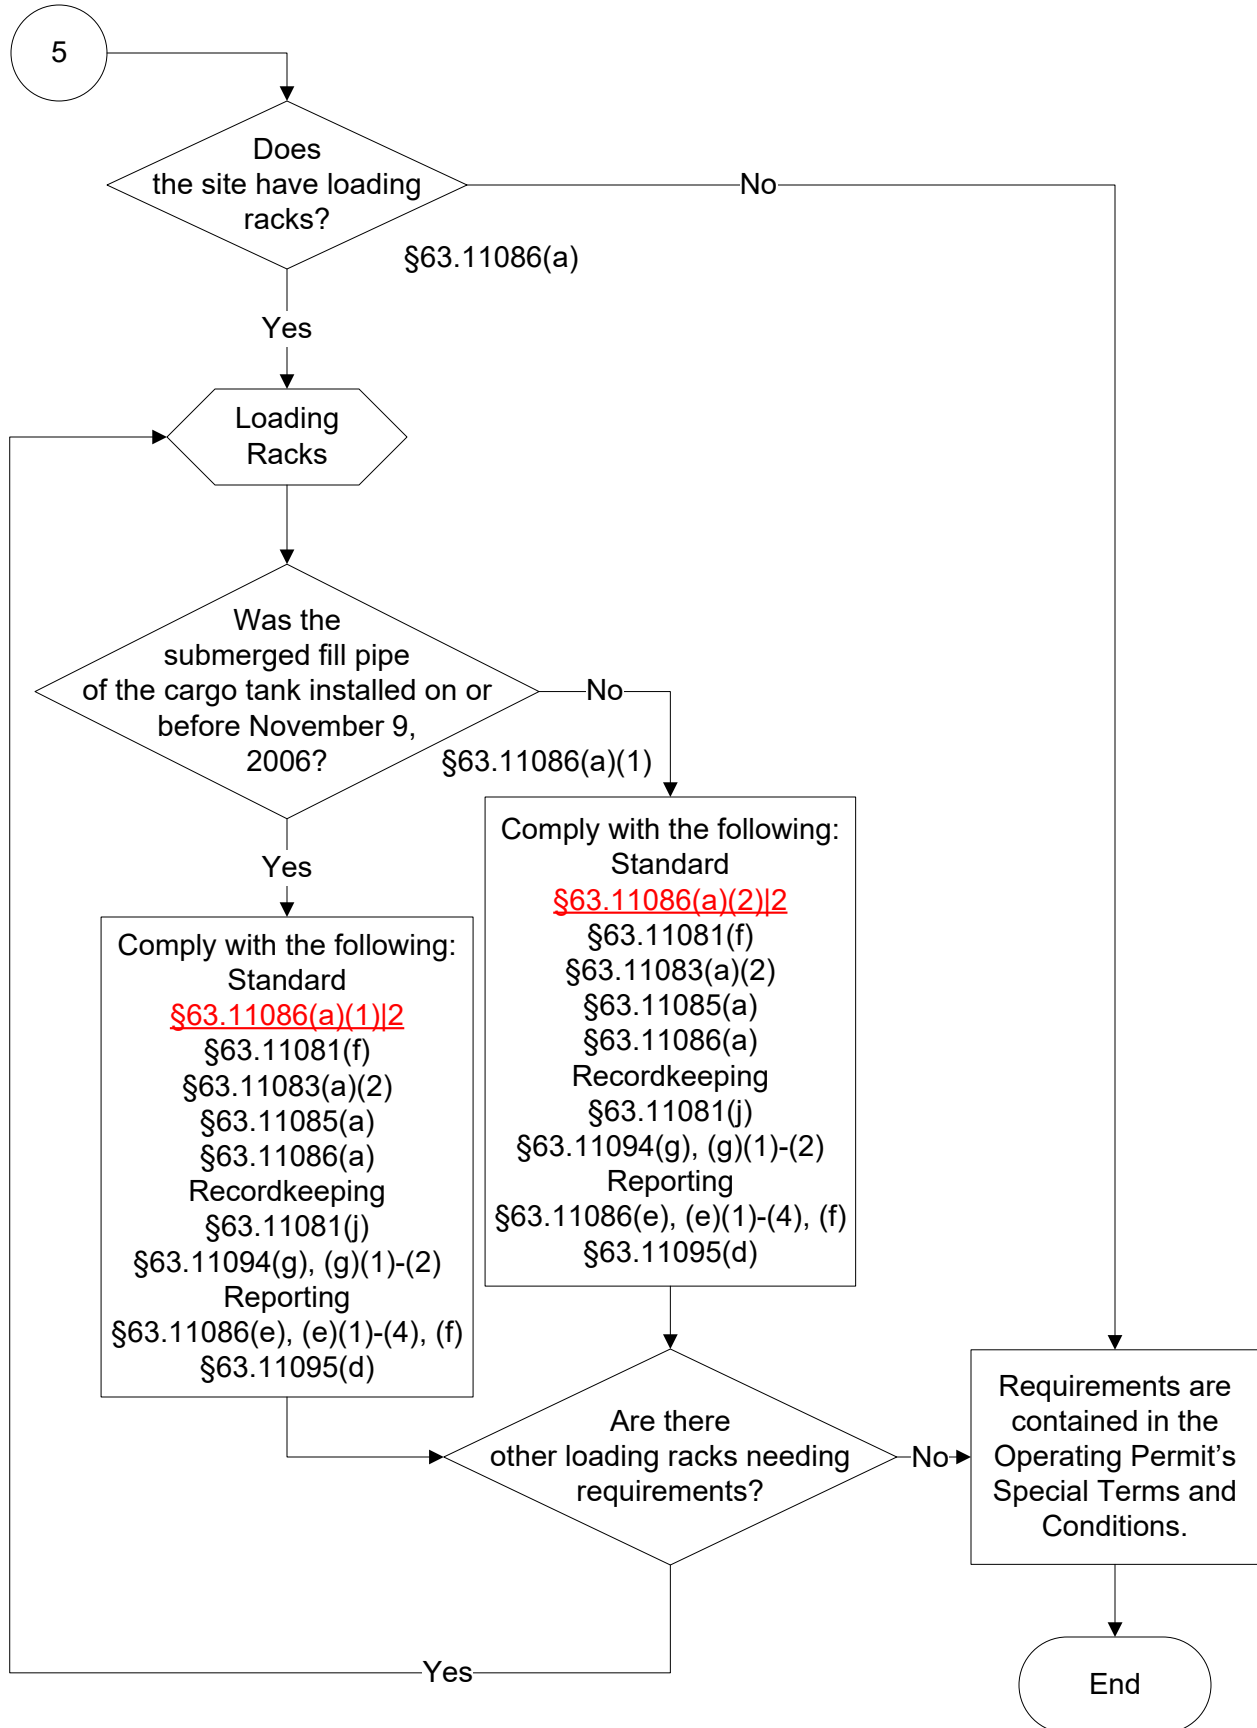 5
Does
the site have loading
racks?
No
§63.11086(a)
Yes
Loading
Racks
Was the
submerged fill pipe
of the cargo tank installed on or
before November 9,
2006?
No
§63.11086(a)(1)
Yes
Comply with the following:
Standard
§63.11086(a)(2)|2
§63.11081(f)
§63.11083(a)(2)
§63.11085(a)
§63.11086(a)
Recordkeeping
§63.11081(j)
§63.11094(g), (g)(1)-(2)
Reporting
§63.11086(e), (e)(1)-(4), (f)
§63.11095(d)
Comply with the following:
Standard
§63.11086(a)(1)|2
§63.11081(f)
§63.11083(a)(2)
§63.11085(a)
§63.11086(a)
Recordkeeping
§63.11081(j)
§63.11094(g), (g)(1)-(2)
Reporting
§63.11086(e), (e)(1)-(4), (f)
§63.11095(d)
Are there
other loading racks needing
requirements?
No
Yes
Requirements are
contained in the
Operating Permit’s
Special Terms and
Conditions.
End